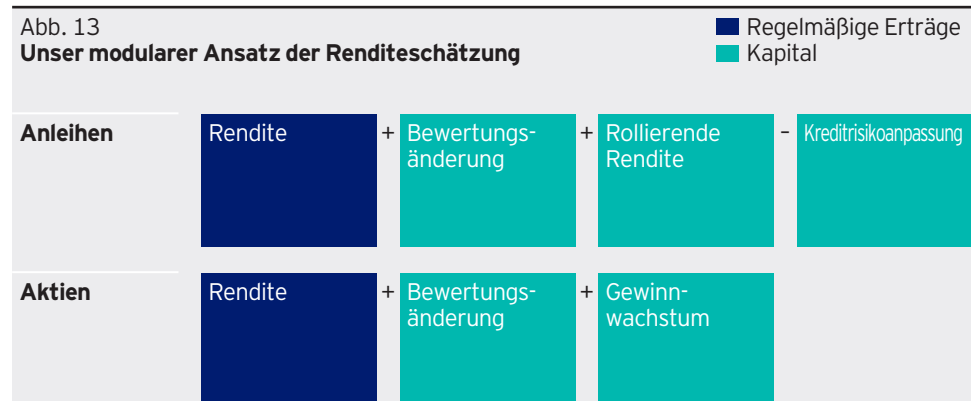 Abb. 13
Unser modularer Ansatz der Renditeschätzung
Regelmäßige Erträge
Kapital
Anleihen
Rendite
+ Bewertungs-
änderung
+ Rollierende
Rendite
- Kreditrisikoanpassung
Aktien
Rendite
+ Bewertungs-
änderung
+ Gewinn-
wachstum